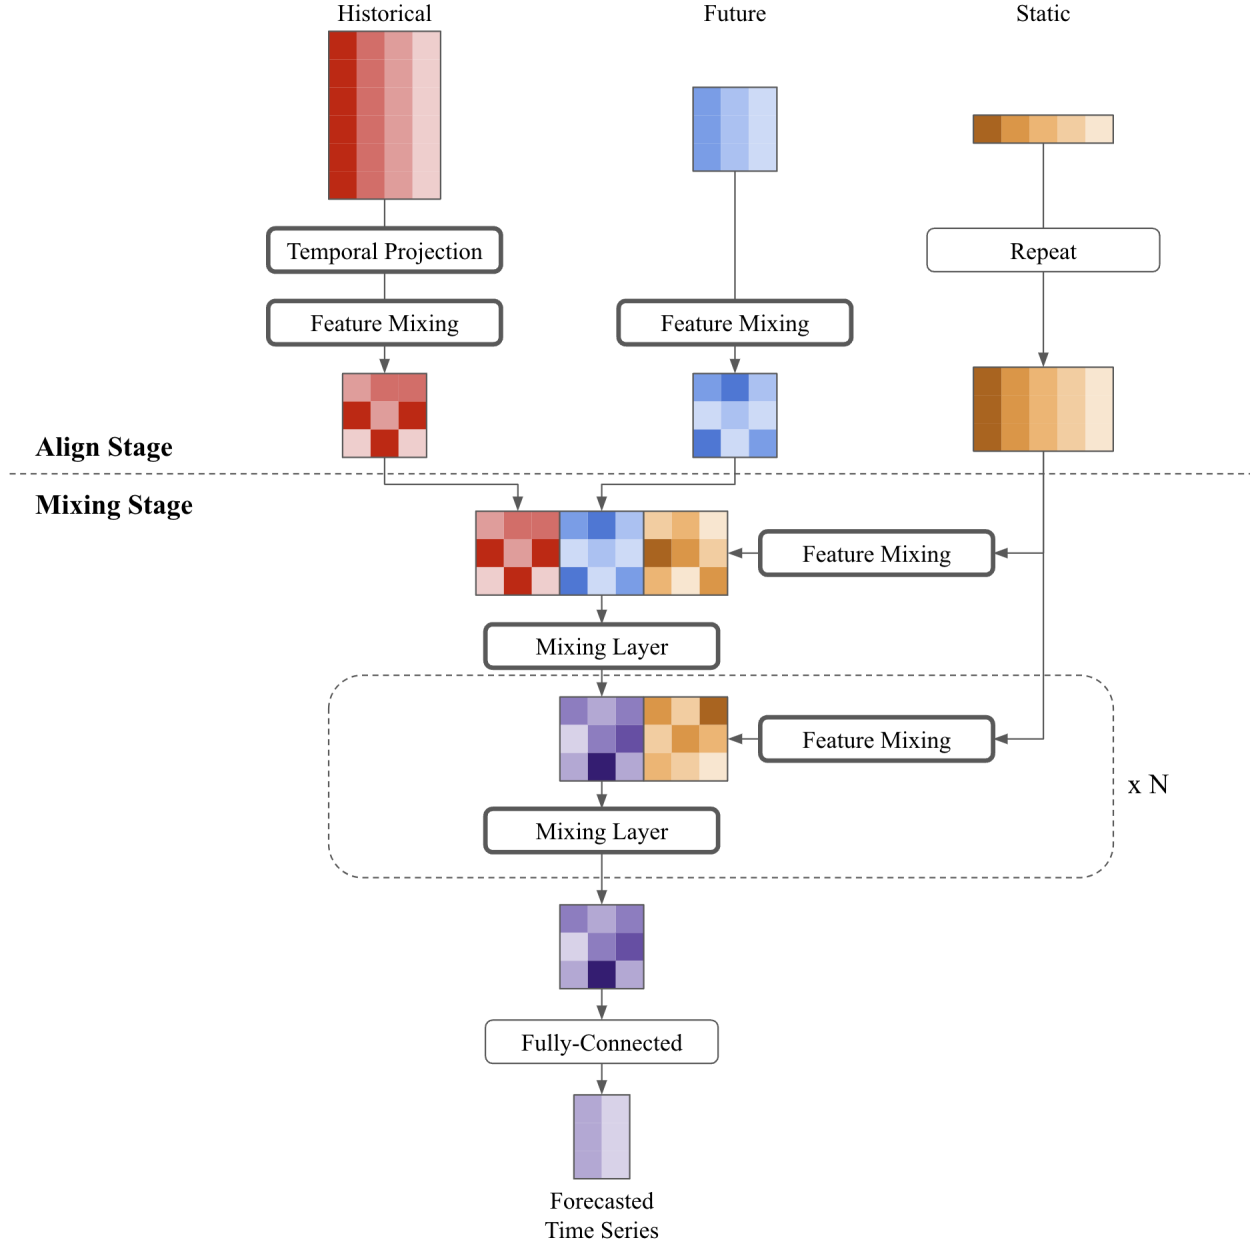 Historical
Future
Static
Temporal Projection
Repeat
Feature Mixing
Feature Mixing
Align Stage
Mixing Stage
Feature Mixing
Mixing Layer
Feature Mixing
x N
Mixing Layer
Fully-Connected
Forecasted
Time Series